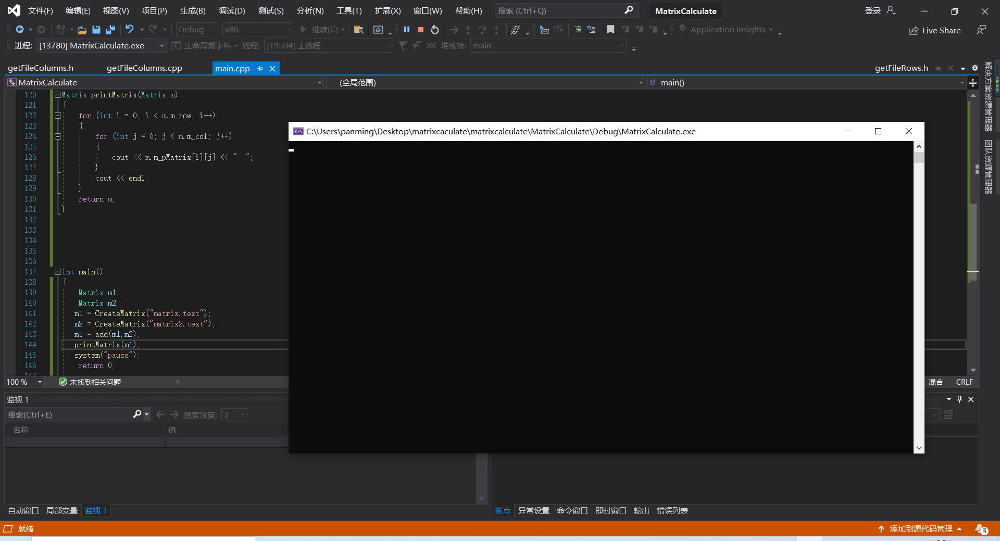 文件(F) 编辑(E) 视图(V) 项目(P) 生成(B) 调试(D) 测试(S) 分析(N) 工具(T) 扩展(X) 窗口(W) 帮助(H) 搜索 (Ctrl+Q) MatrixCalculate 登录
Debug x86 继续(C) Application Insights Live Share
进程: [13780] MatrixCalculate.exe 生命周期事件 线程: [19504] 主线程 堆栈帧: main
getFileColumns.h getFileColumns.cpp main.cpp getFileRows.h
MatrixCalculate (全局范围) main()
解决方案资源管理器
团队资源管理器
120 Matrix printMatrix(Matrix m)
121 {
122 for (int i = 0; i < m.m_row; i++)
123 {
124 for (int j = 0; j < m.m_col; j++)
125 {
126 cout << m.m_pMatrix[i][j] << "  ";
127 }
128 cout << endl;
129 }
130 return m;
131 }
132
133
134
135
136
137 int main()
138 {
139 Matrix m1;
140 Matrix m2;
141 m1 = CreateMatrix("matrix.text");
142 m2 = CreateMatrix("matrix2.text");
143 m1 = add(m1,m2);
144 printMatrix(m1);
145 system("pause");
146 return 0;
147
C:\Users\panming\Desktop\matrixcaculate\matrixcalculate\MatrixCalculate\Debug\MatrixCalculate.exe
100 % 未找到相关问题 混合 CRLF
监视 1
搜索(Ctrl+E) 搜索深度: 3
名称 值
自动窗口 局部变量 监视 1 断点 异常设置 命令窗口 即时窗口 输出 错误列表
就绪 添加到源代码管理 3